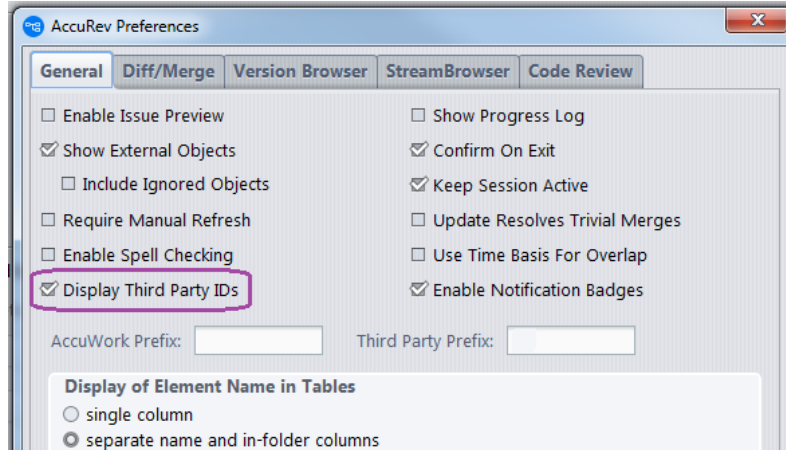 AccuRev Preferences
General Diff/Merge Version Browser StreamBrowser Code Review
Enable Issue Preview
Show Progress Log
Show External Objects
Confirm On Exit
Include Ignored Objects
Keep Session Active
Require Manual Refresh
Update Resolves Trivial Merges
Enable Spell Checking
Use Time Basis For Overlap
Display Third Party IDs
Enable Notification Badges
AccuWork Prefix:
Third Party Prefix:
Display of Element Name in Tables
single column
separate name and in-folder columns